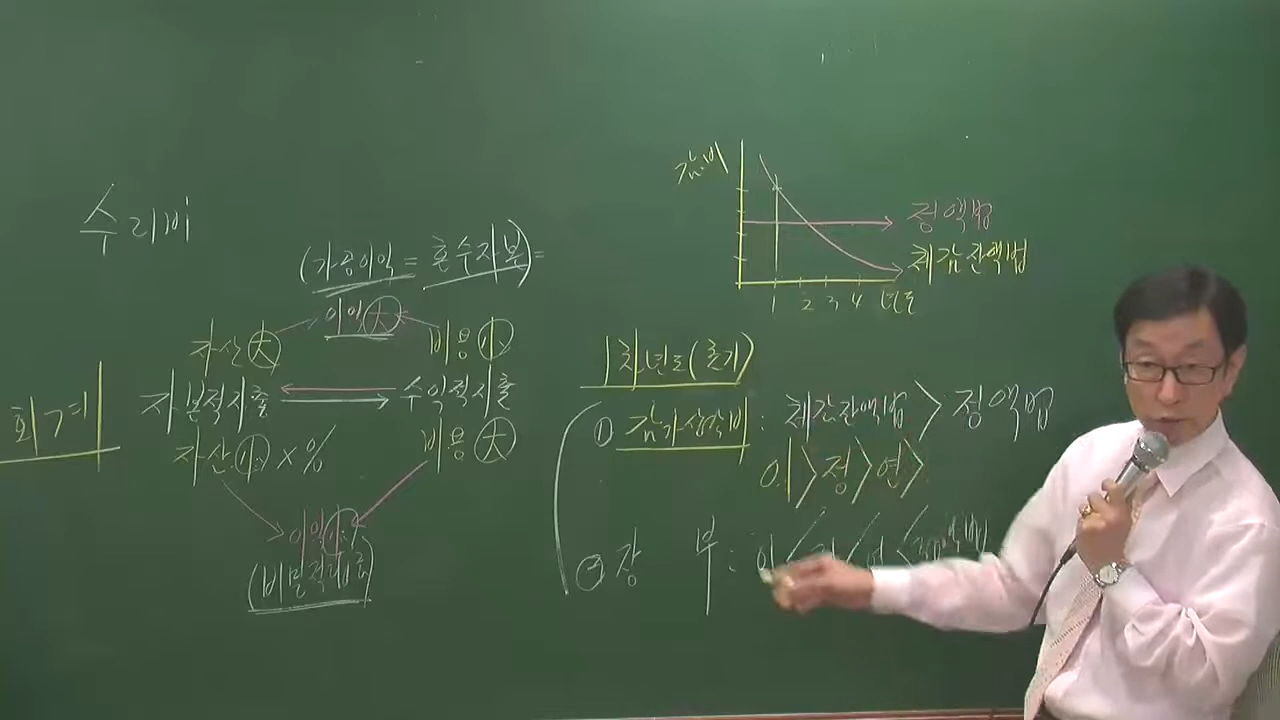 수리비
(가공이익 = 혼수자본) =
이익 大
자산 大
비용 小
회계
자본적지출
수익적지출
자산 小 × %
비용 大
이익 小
(비밀적립금)
감·비
정액법
체감잔액법
1 2 3 4 년도
1차년도(초기)
① 감가상각비 : 체감잔액법 > 정액법
이 > 정 > 연 >
② 장 부 : 이 < <